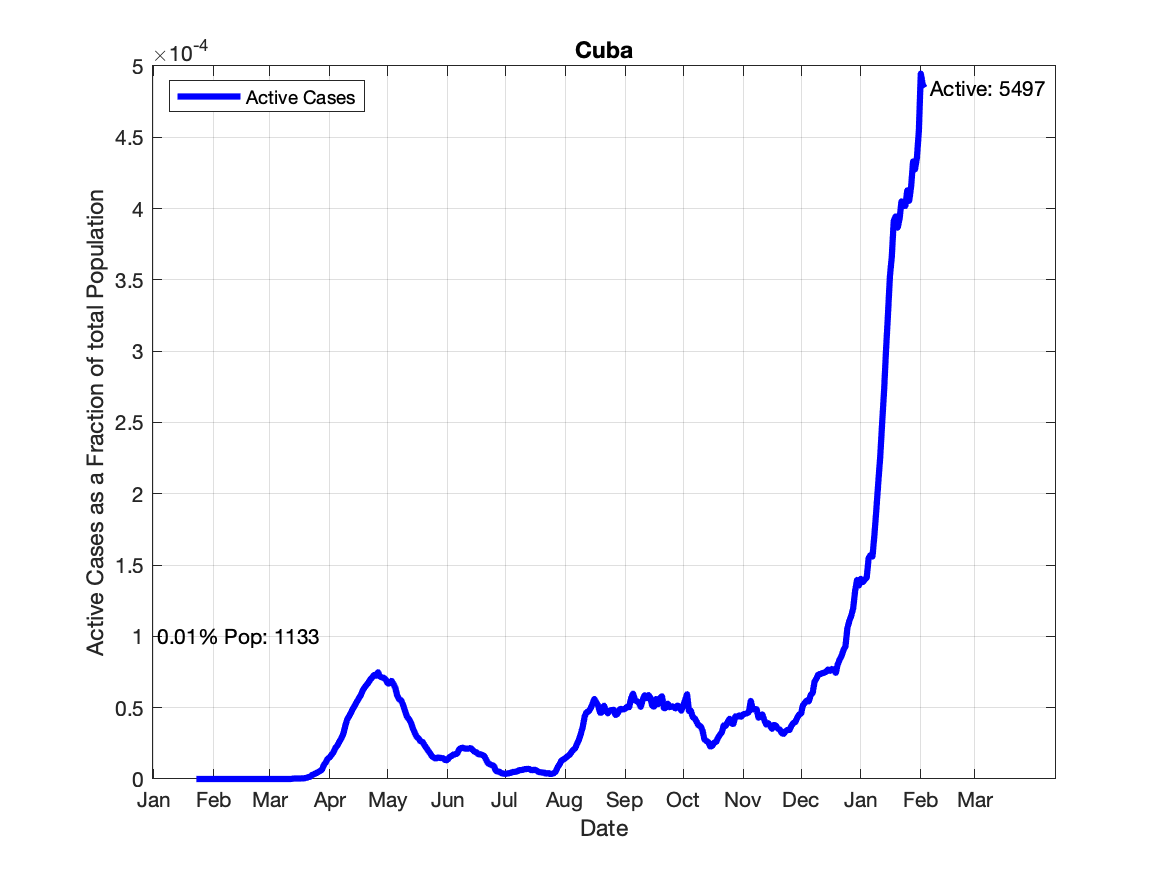 Cuba
×10-4
5
4.5
4
3.5
3
2.5
2
1.5
1
0.5
0
Active Cases as a Fraction of total Population
Active Cases
Active: 5497
0.01% Pop: 1133
Jan Feb Mar Apr May Jun Jul Aug Sep Oct Nov Dec Jan Feb Mar
Date